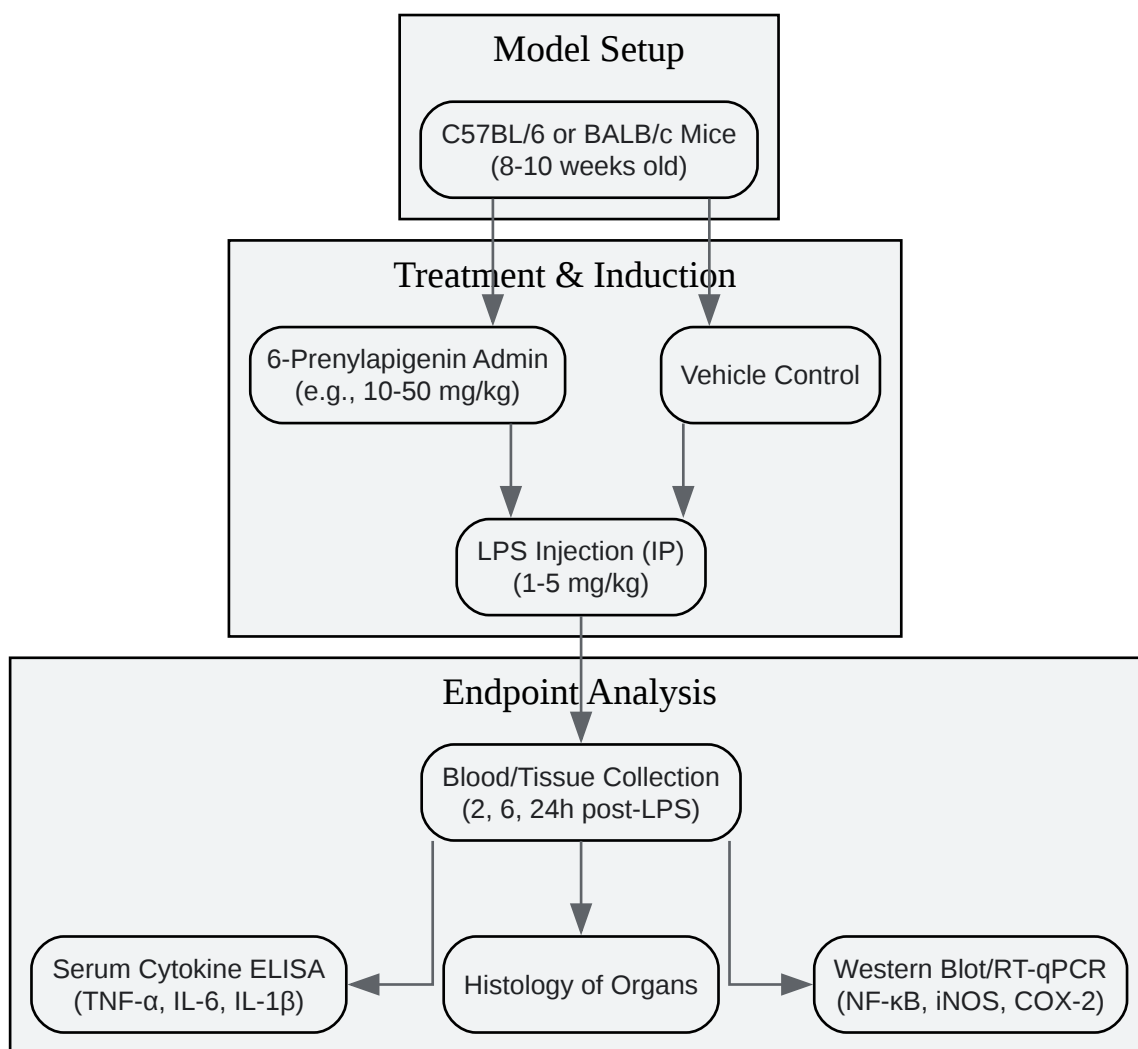 Model Setup
C57BL/6 or BALB/c Mice
(8-10 weeks old)
Treatment & Induction
6-Prenylapigenin Admin
(e.g., 10-50 mg/kg)
Vehicle Control
LPS Injection (IP)
(1-5 mg/kg)
Endpoint Analysis
Blood/Tissue Collection
(2, 6, 24h post-LPS)
Serum Cytokine ELISA
(TNF-α, IL-6, IL-1β)
Histology of Organs
Western Blot/RT-qPCR
(NF-κB, iNOS, COX-2)